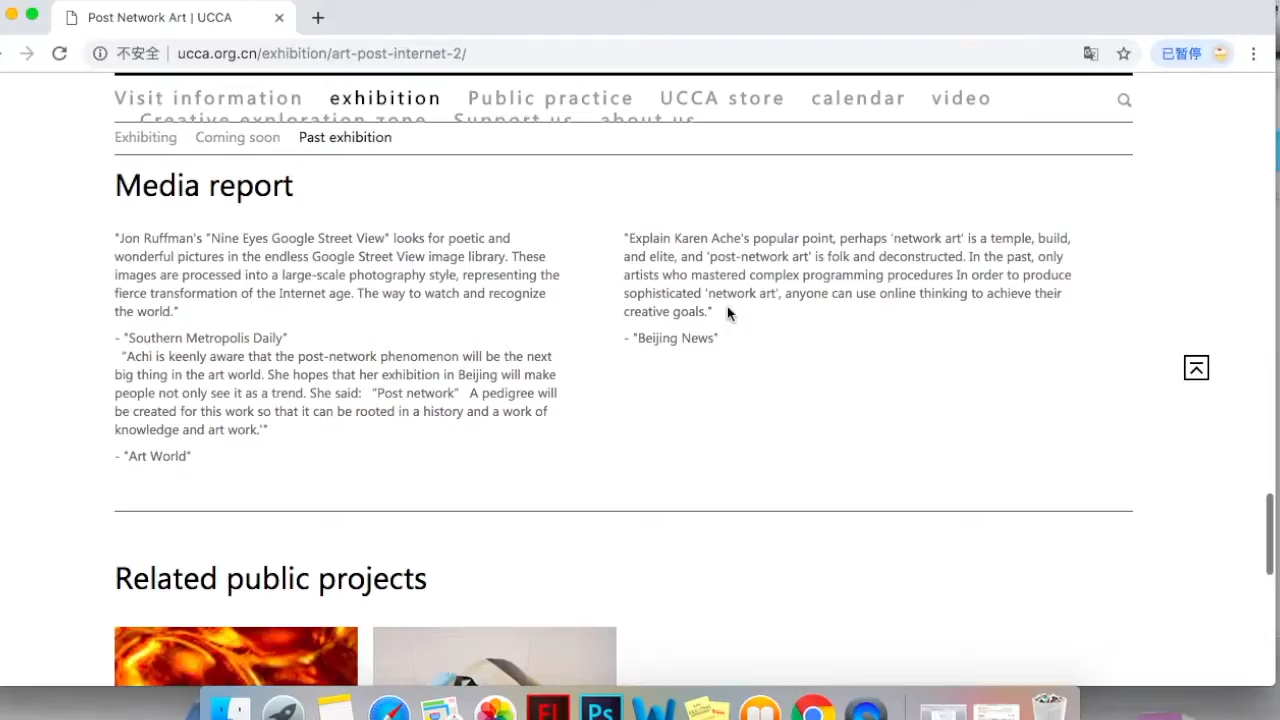 Post Network Art | UCCA
不安全
ucca.org.cn/exhibition/art-post-internet-2/
已暂停
Visit information exhibition Public practice UCCA store calendar video
Creative exploration zone Support us about us
Exhibiting Coming soon Past exhibition
Media report
"Jon Ruffman's "Nine Eyes Google Street View" looks for poetic and
wonderful pictures in the endless Google Street View image library. These
images are processed into a large-scale photography style, representing the
fierce transformation of the Internet age. The way to watch and recognize
the world."
- "Southern Metropolis Daily"
"Achi is keenly aware that the post-network phenomenon will be the next
big thing in the art world. She hopes that her exhibition in Beijing will make
people not only see it as a trend. She said: "Post network" A pedigree will
be created for this work so that it can be rooted in a history and a work of
knowledge and art work.'"
- "Art World"
"Explain Karen Ache's popular point, perhaps 'network art' is a temple, build,
and elite, and 'post-network art' is folk and deconstructed. In the past, only
artists who mastered complex programming procedures In order to produce
sophisticated 'network art', anyone can use online thinking to achieve their
creative goals."
- "Beijing News"
Related public projects
Ps